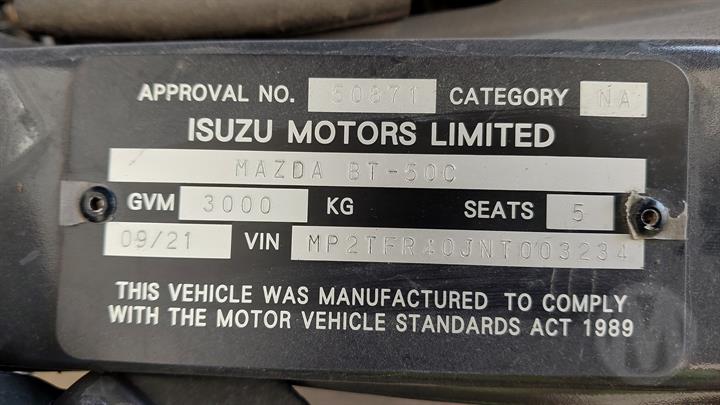 APPROVAL NO. 50871 CATEGORY NA
ISUZU MOTORS LIMITED
MAZDA BT-50C
GVM 3000 KG SEATS 5
09/21 VIN MP2TFR40JNT003234
THIS VEHICLE WAS MANUFACTURED TO COMPLY
WITH THE MOTOR VEHICLE STANDARDS ACT 1989